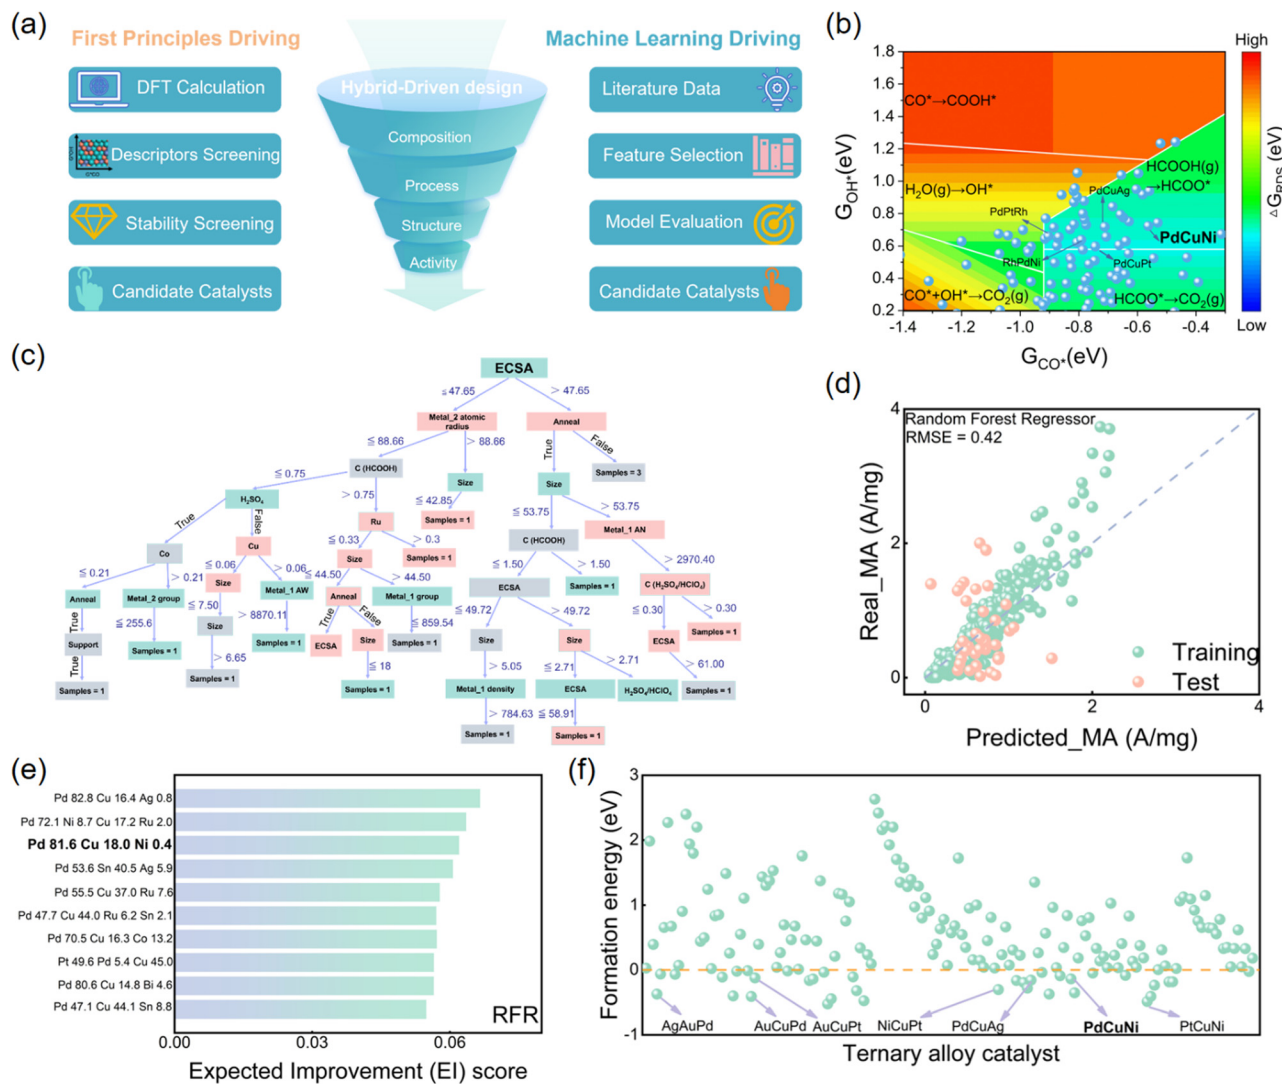 (a)
First Principles Driving
Machine Learning Driving
DFT Calculation
Descriptors Screening
Stability Screening
Candidate Catalysts
Hybrid-Driven design
Composition
Process
Structure
Activity
Literature Data
Feature Selection
Model Evaluation
Candidate Catalysts
(b)
High
1.8
1.6
1.4
1.2
1.0
0.8
0.6
0.4
0.2
G_OH*(eV)
CO*→COOH*
HCOOH(g)
→HCOO*
H₂O(g)→OH*
PdCuAg
PdPtRh
PdCuNi
RhPdNi
PdCuPt
CO*+OH*→CO₂(g)
HCOO*→CO₂(g)
-1.4 -1.2 -1.0 -0.8 -0.6 -0.4
G_CO*(eV)
Δ G_RDS (eV)
Low
(c)
ECSA
≤47.65
> 47.65
Metal_2 atomic
radius
Anneal
≤ 88.66
> 88.66
True
False
C (HCOOH)
Size
Size
Samples = 3
≤ 0.75
> 0.75
≤ 42.85
≤ 53.75
> 53.75
H₂SO₄
Ru
Samples = 1
C (HCOOH)
Metal_1 AN
True
False
≤ 0.33
> 0.3
≤ 1.50
> 1.50
> 2970.40
Co
Cu
Size
Samples = 1
ECSA
Samples = 1
C (H₂SO₄/HClO₄)
≤ 0.21
> 0.21
≤ 0.06
> 0.06
≤ 44.50
> 44.50
≤ 49.72
> 49.72
≤ 0.30
> 0.30
Anneal
Metal_2 group
Size
Metal_1 AW
Anneal
Metal_1 group
Size
Size
ECSA
Samples = 1
True
≤ 255.6
≤ 7.50
> 8870.11
True
False
≤ 859.54
> 5.05
≤ 2.71
> 2.71
> 61.00
Support
Samples = 1
Size
Samples = 1
ECSA
Size
Samples = 1
Metal_1 density
ECSA
H₂SO₄/HClO₄
Samples = 1
True
> 6.65
≤ 18
> 784.63
≤ 58.91
Samples = 1
Samples = 1
Samples = 1
Samples = 1
Samples = 1
(d)
Random Forest Regressor
RMSE = 0.42
Real_MA (A/mg)
4
2
0
Training
Test
0 2 4
Predicted_MA (A/mg)
(e)
Pd 82.8 Cu 16.4 Ag 0.8
Pd 72.1 Ni 8.7 Cu 17.2 Ru 2.0
Pd 81.6 Cu 18.0 Ni 0.4
Pd 53.6 Sn 40.5 Ag 5.9
Pd 55.5 Cu 37.0 Ru 7.6
Pd 47.7 Cu 44.0 Ru 6.2 Sn 2.1
Pd 70.5 Cu 16.3 Co 13.2
Pt 49.6 Pd 5.4 Cu 45.0
Pd 80.6 Cu 14.8 Bi 4.6
Pd 47.1 Cu 44.1 Sn 8.8
RFR
0.00 0.03 0.06
Expected Improvement (EI) score
(f)
Formation energy (eV)
3
2
1
0
-1
AgAuPd
AuCuPd
AuCuPt
NiCuPt
PdCuAg
PdCuNi
PtCuNi
Ternary alloy catalyst